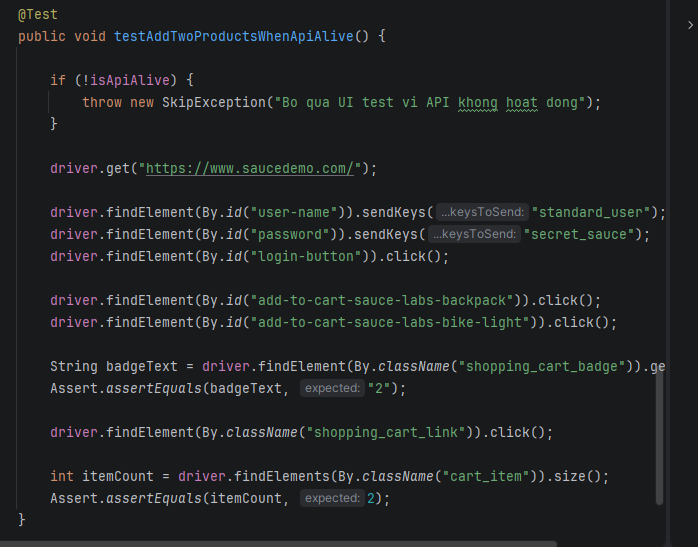 @Test
public void testAddTwoProductsWhenApiAlive() {
if (!isApiAlive) {
throw new SkipException("Bo qua UI test vi API khong hoat dong");
}
driver.get("https://www.saucedemo.com/");
driver.findElement(By.id("user-name")).sendKeys( ...keysToSend: "standard_user");
driver.findElement(By.id("password")).sendKeys( ...keysToSend: "secret_sauce");
driver.findElement(By.id("login-button")).click();
driver.findElement(By.id("add-to-cart-sauce-labs-backpack")).click();
driver.findElement(By.id("add-to-cart-sauce-labs-bike-light")).click();
String badgeText = driver.findElement(By.className("shopping_cart_badge")).ge
Assert.assertEquals(badgeText, expected: "2");
driver.findElement(By.className("shopping_cart_link")).click();
int itemCount = driver.findElements(By.className("cart_item")).size();
Assert.assertEquals(itemCount, expected: 2);
}